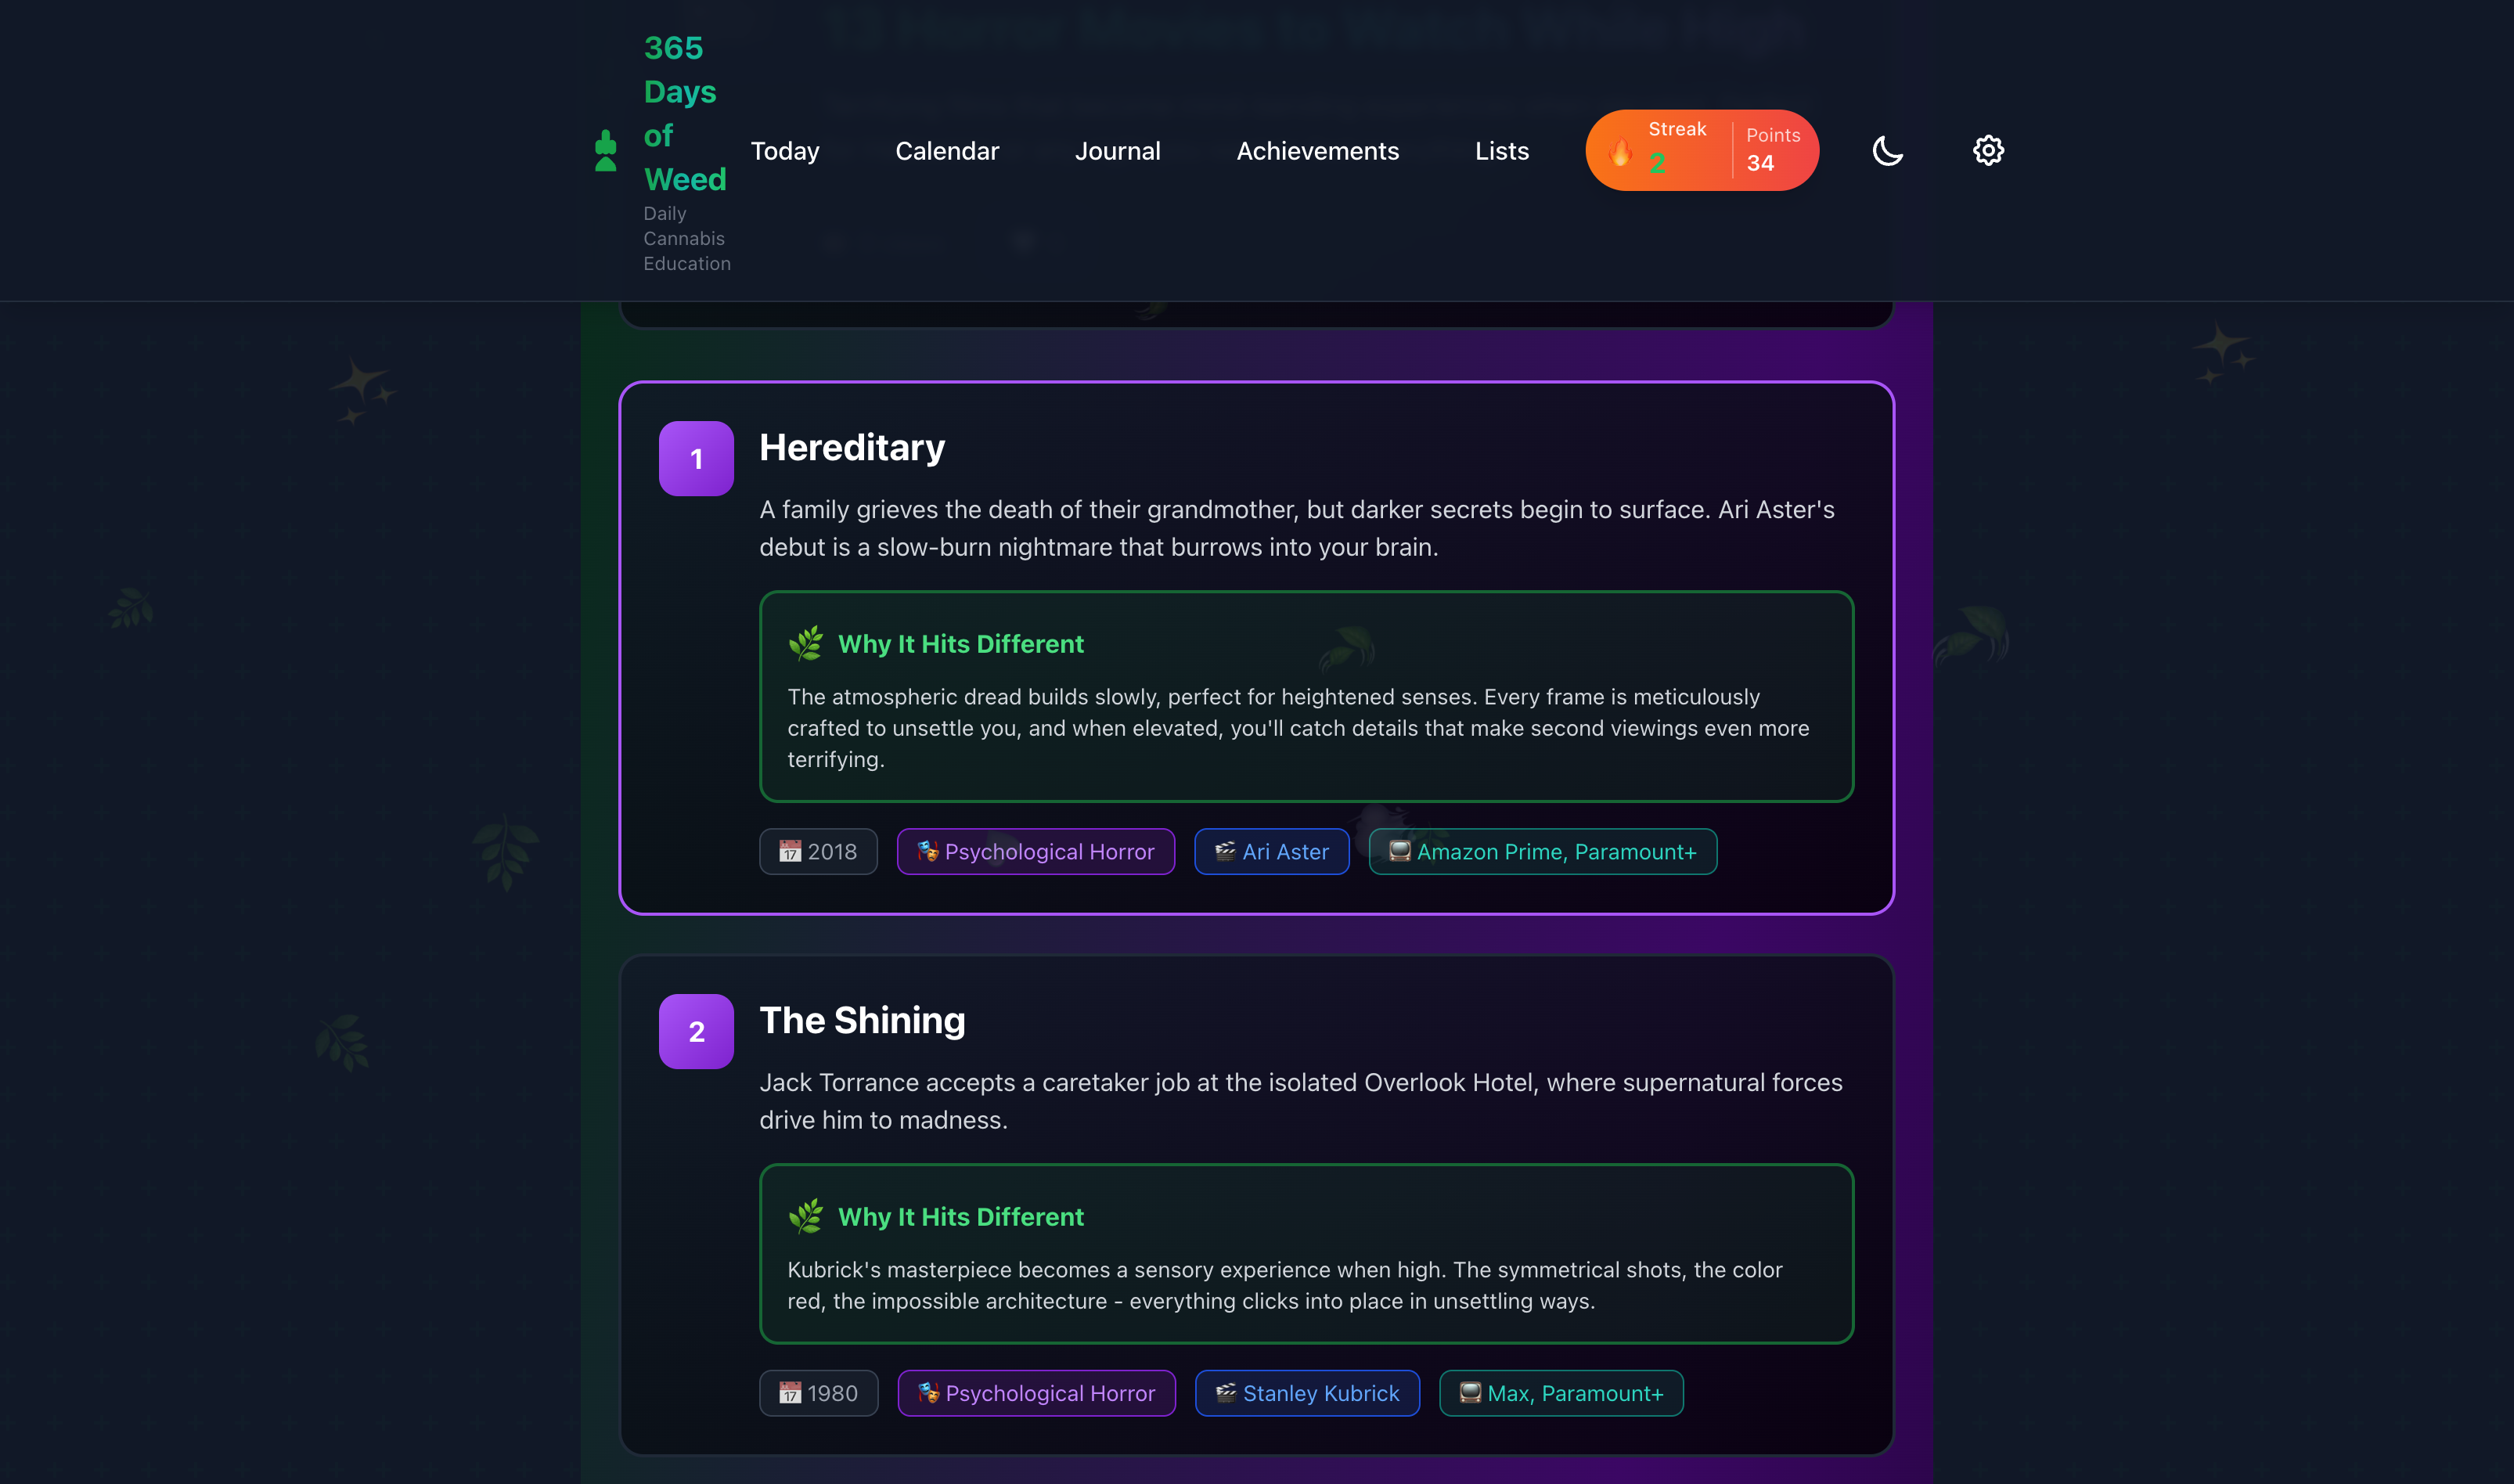 365
Days
of
Weed
Daily
Cannabis
Education
Today
Calendar
Journal
Achievements
Lists
Streak
2
Points
34
1
Hereditary
A family grieves the death of their grandmother, but darker secrets begin to surface. Ari Aster's
debut is a slow-burn nightmare that burrows into your brain.
Why It Hits Different
The atmospheric dread builds slowly, perfect for heightened senses. Every frame is meticulously
crafted to unsettle you, and when elevated, you'll catch details that make second viewings even more
terrifying.
2018
Psychological Horror
Ari Aster
Amazon Prime, Paramount+
2
The Shining
Jack Torrance accepts a caretaker job at the isolated Overlook Hotel, where supernatural forces
drive him to madness.
Why It Hits Different
Kubrick's masterpiece becomes a sensory experience when high. The symmetrical shots, the color
red, the impossible architecture - everything clicks into place in unsettling ways.
1980
Psychological Horror
Stanley Kubrick
Max, Paramount+